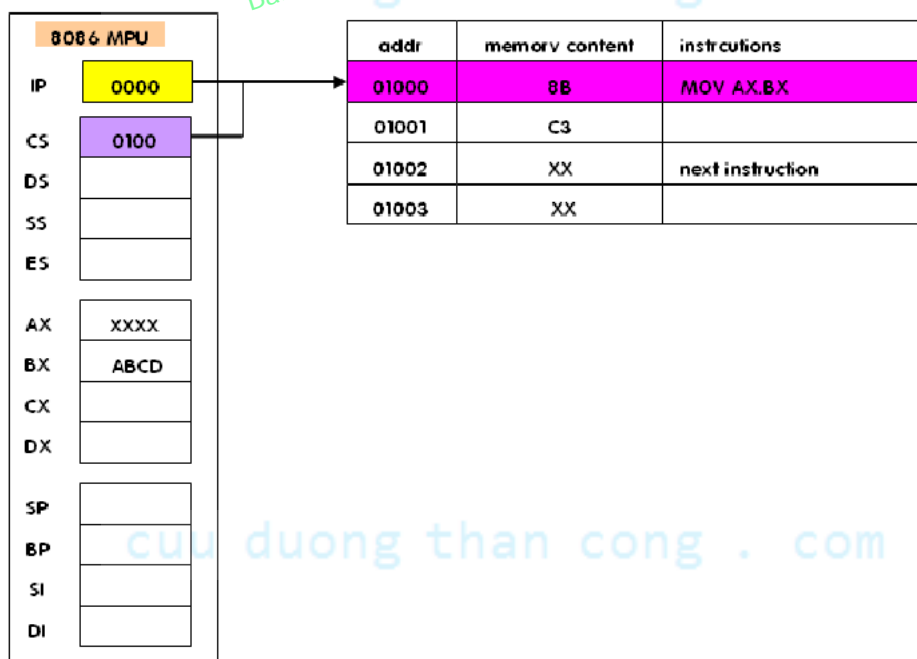 8086 MPU
IP 0000
CS 0100
DS
SS
ES
AX XXXX
BX ABCD
CX
DX
SP
BP
SI
DI
addr memory content instrcutions
01000 8B MOV AX.BX
01001 C3
01002 XX next instruction
01003 XX
cuu duong than cong . com